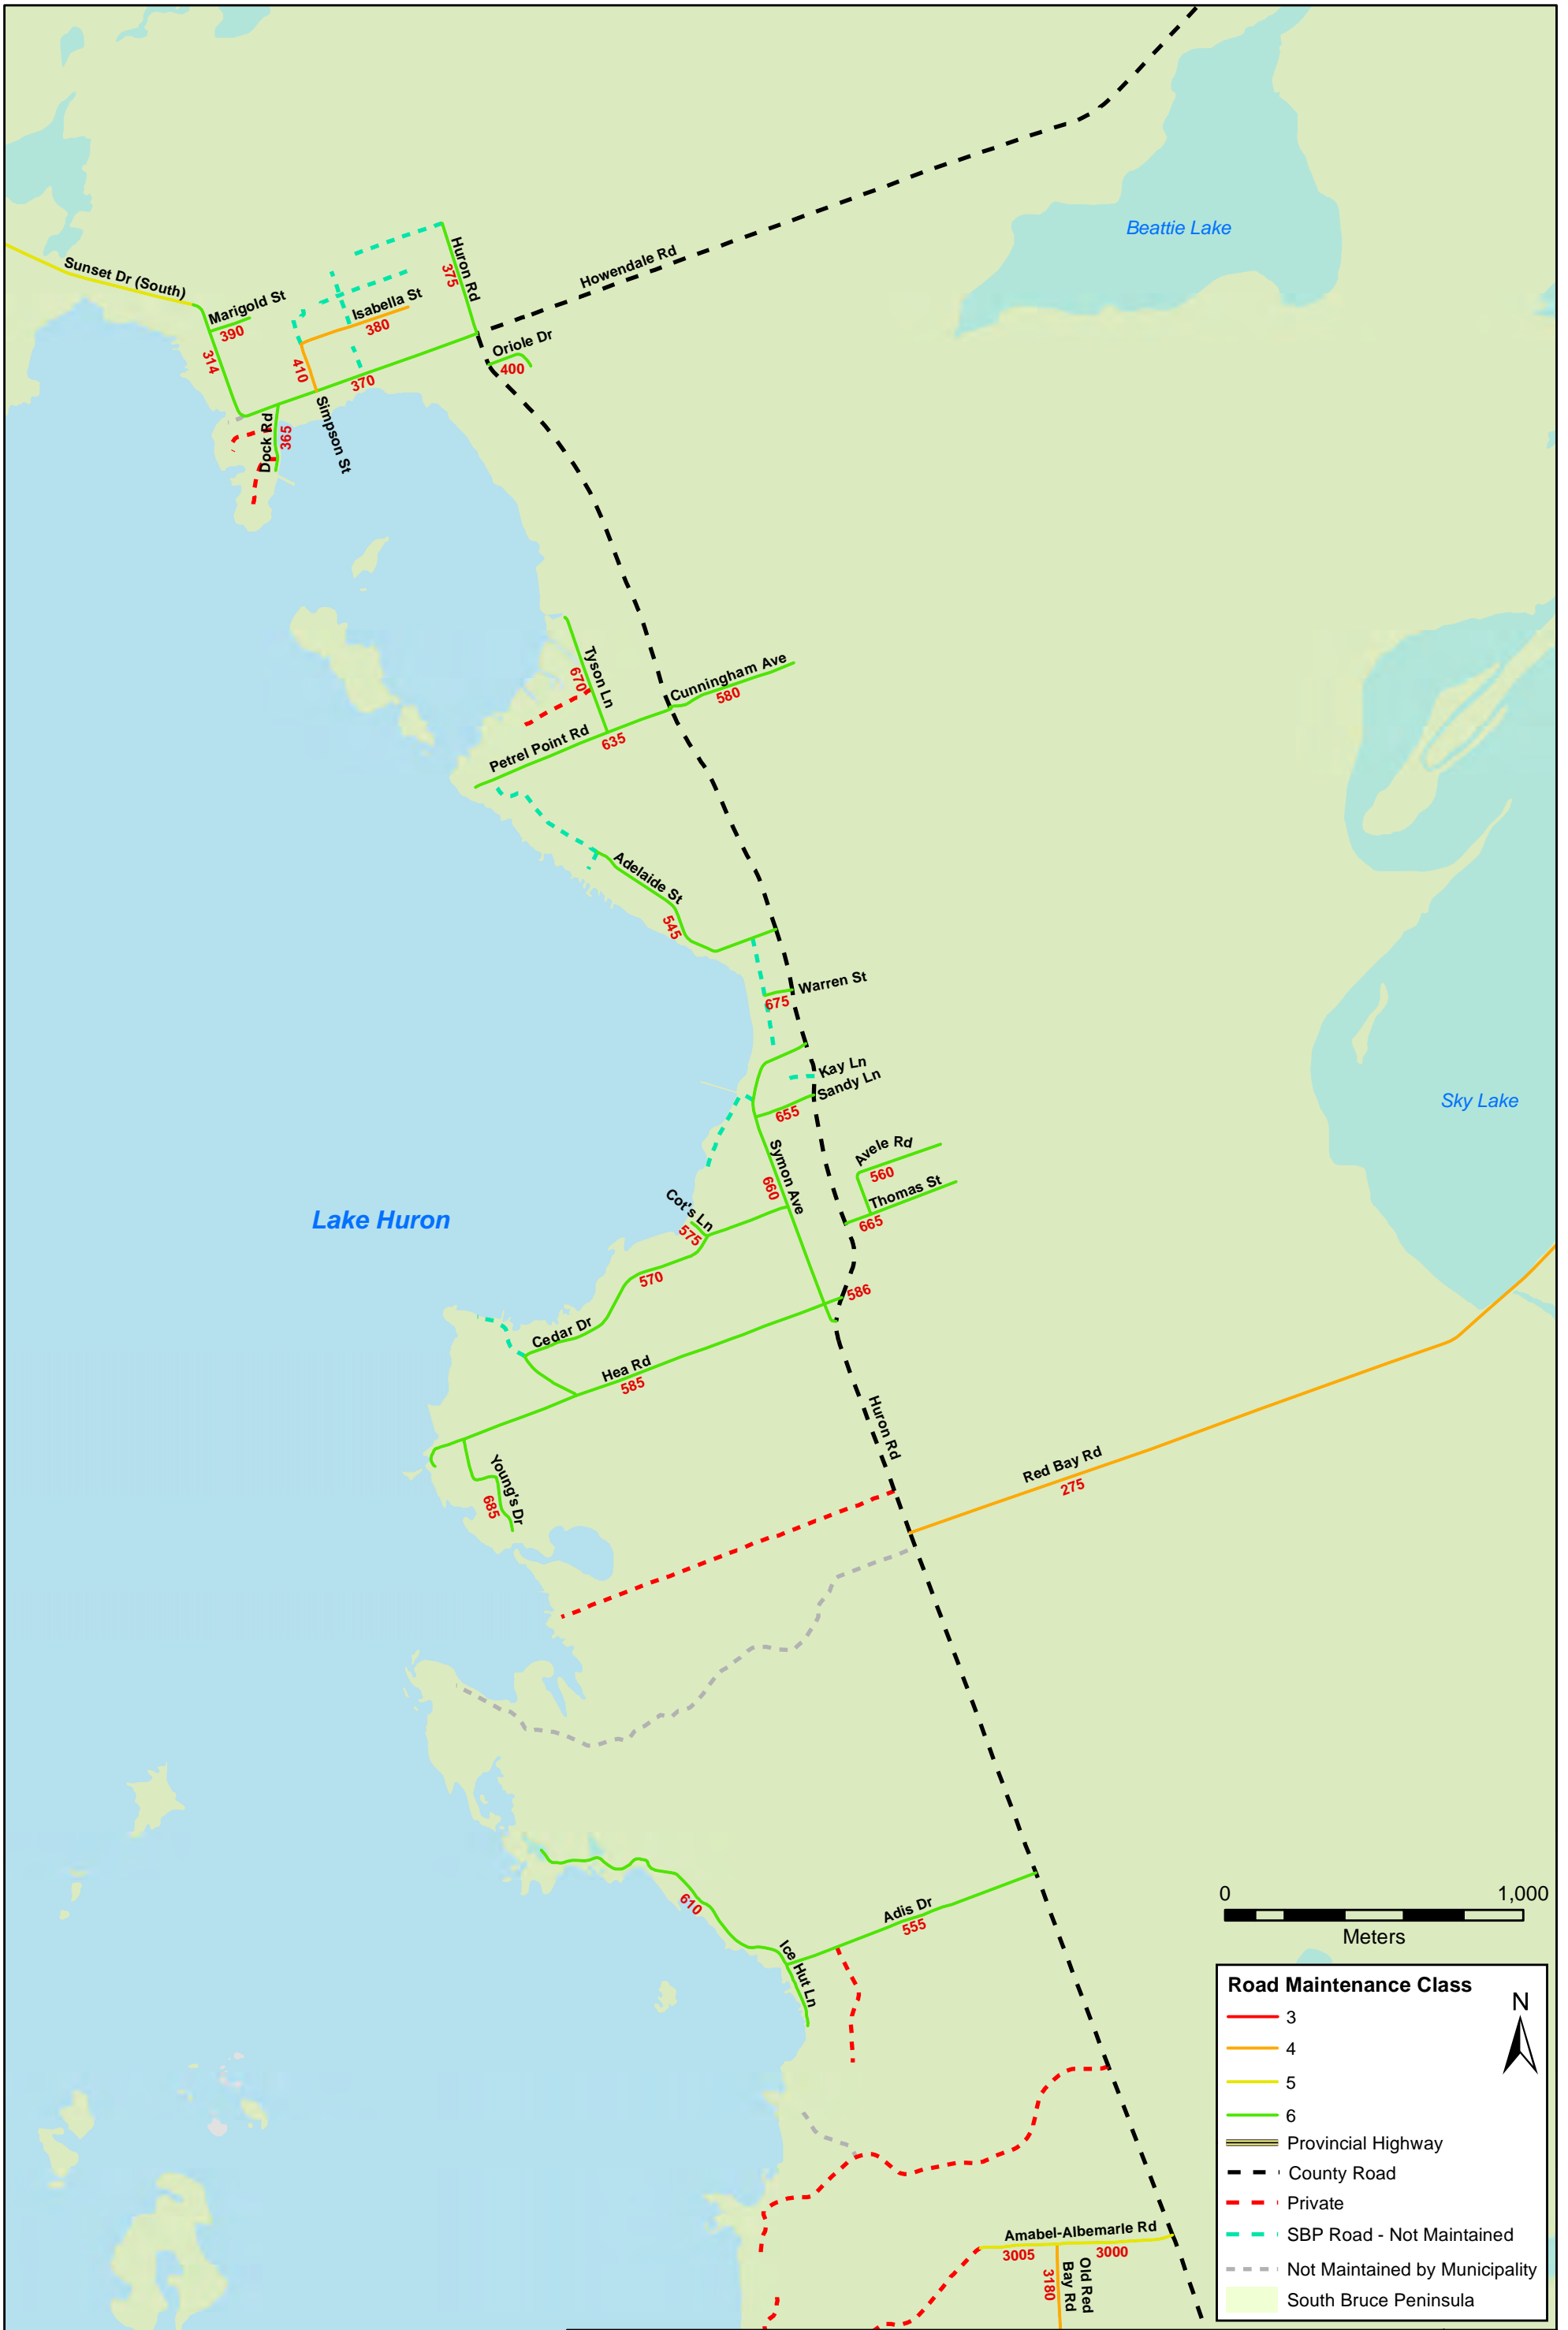 Beattie Lake
Howendale Rd
Huron Rd
375
Sunset Dr (South)
Marigold St
390
Isabella St
380
314
410
370
Oriole Dr
400
Simpson St
Dock Rd
365
Tyson Ln
670
Cunningham Ave
580
Petrel Point Rd
635
Adelaide St
545
Warren St
675
Kay Ln
Sandy Ln
655
Sky Lake
Symon Ave
660
Avele Rd
560
Thomas St
665
Cot's Ln
575
Lake Huron
570
586
Cedar Dr
Hea Rd
585
Huron Rd
Young's Dr
685
Red Bay Rd
275
610
Adis Dr
555
Ice Hut Ln
0 1,000
Meters
Road Maintenance Class
N
3
4
5
6
Provincial Highway
County Road
Private
SBP Road - Not Maintained
Not Maintained by Municipality
South Bruce Peninsula
Amabel-Albemarle Rd
3005
3000
3180
Old Red
Bay Rd